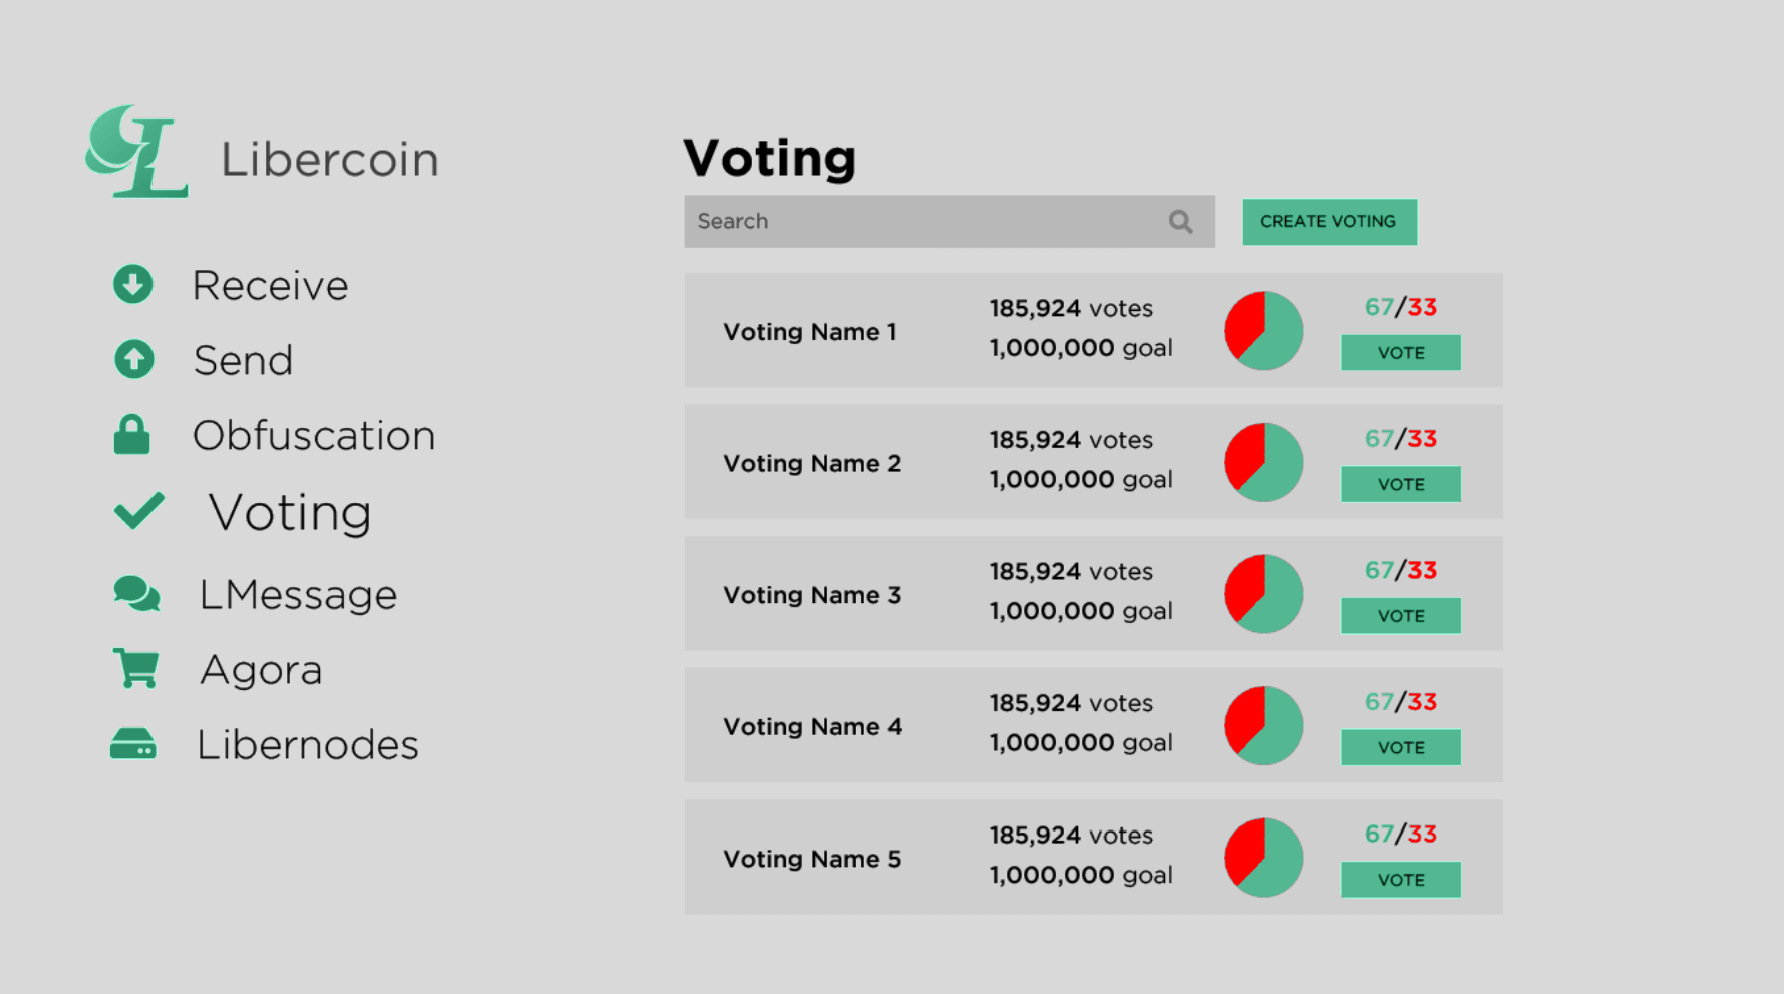 Libercoin
Receive
Send
Obfuscation
Voting
LMessage
Agora
Libernodes
Voting
Search
CREATE VOTING
Voting Name 1
185,924 votes
1,000,000 goal
67/33
VOTE
Voting Name 2
185,924 votes
1,000,000 goal
67/33
VOTE
Voting Name 3
185,924 votes
1,000,000 goal
67/33
VOTE
Voting Name 4
185,924 votes
1,000,000 goal
67/33
VOTE
Voting Name 5
185,924 votes
1,000,000 goal
67/33
VOTE